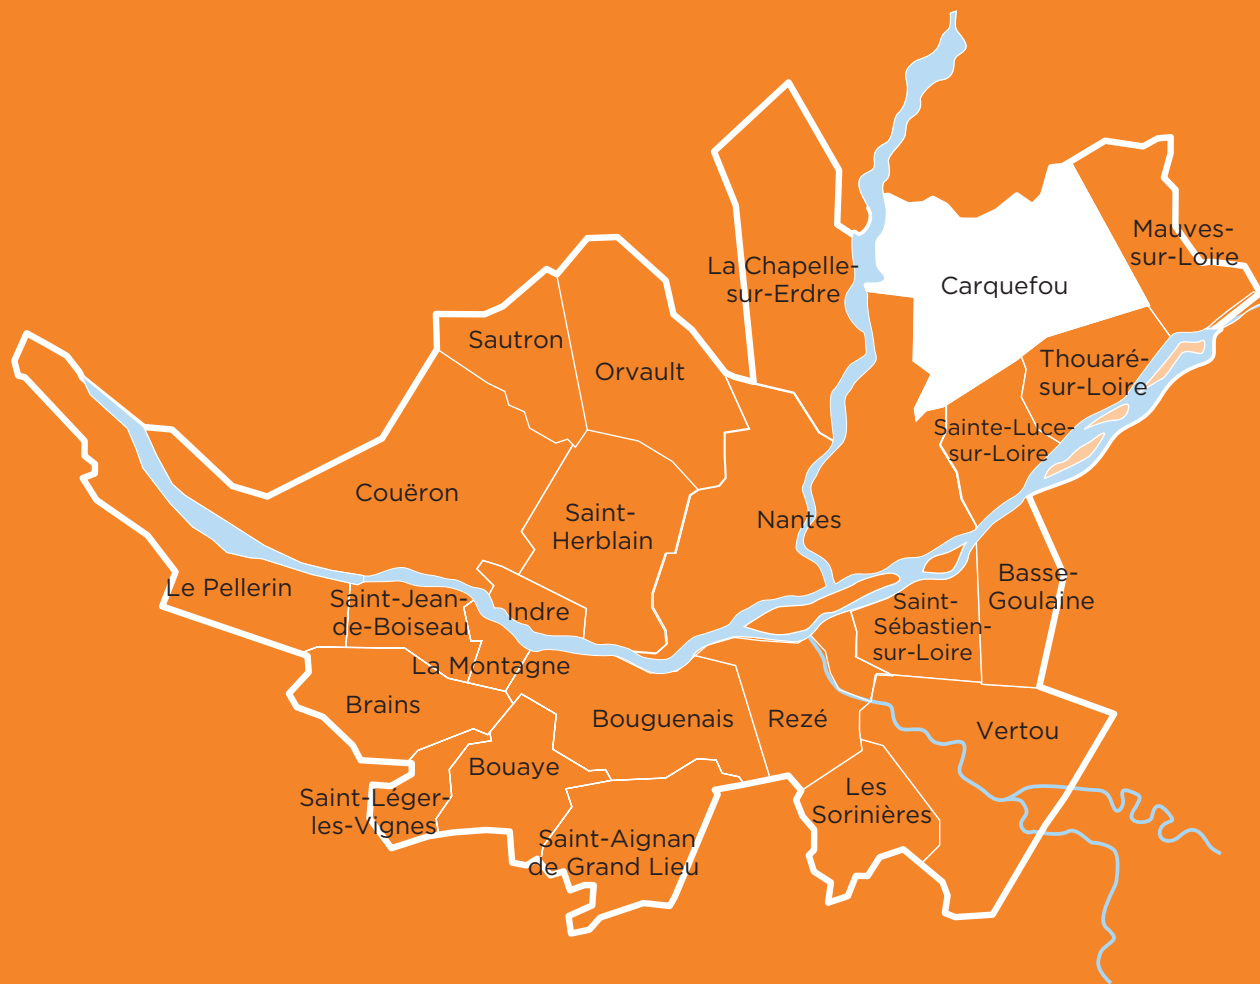 Mauves-
sur-Loire
La Chapelle-
sur-Erdre
Carquefou
Sautron
Orvault
Thouaré-
sur-Loire
Sainte-Luce-
sur-Loire
Couëron
Saint-
Herblain
Nantes
Le Pellerin
Saint-Jean-
de-Boiseau
Indre
Basse-
Goulaine
Saint-
Sébastien-
sur-Loire
La Montagne
Brains
Bouguenais
Rezé
Vertou
Bouaye
Saint-Léger-
les-Vignes
Les
Sorinières
Saint-Aignan
de Grand Lieu